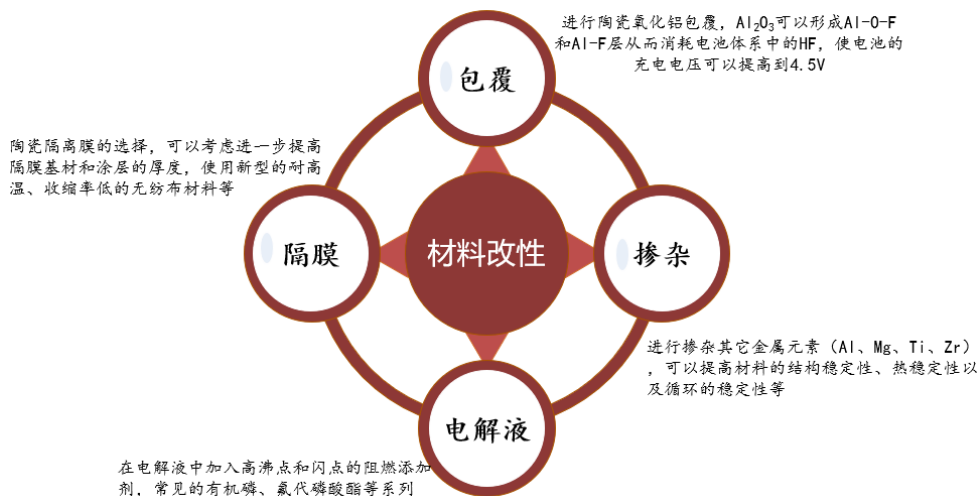 进行陶瓷氧化铝包覆，Al₂O₃可以形成Al-O-F
和Al-F层从而消耗电池体系中的HF，使电池的
充电电压可以提高到4.5V
包覆
陶瓷隔离膜的选择，可以考虑进一步提高
隔膜基材和涂层的厚度，使用新型的耐高
温、收缩率低的无纺布材料等
隔膜
材料改性
掺杂
进行掺杂其它金属元素（Al、Mg、Ti、Zr）
，可以提高材料的结构稳定性、热稳定性以
及循环的稳定性等
电解液
在电解液中加入高沸点和闪点的阻燃添加
剂，常见的有机磷、氟代磷酸酯等系列